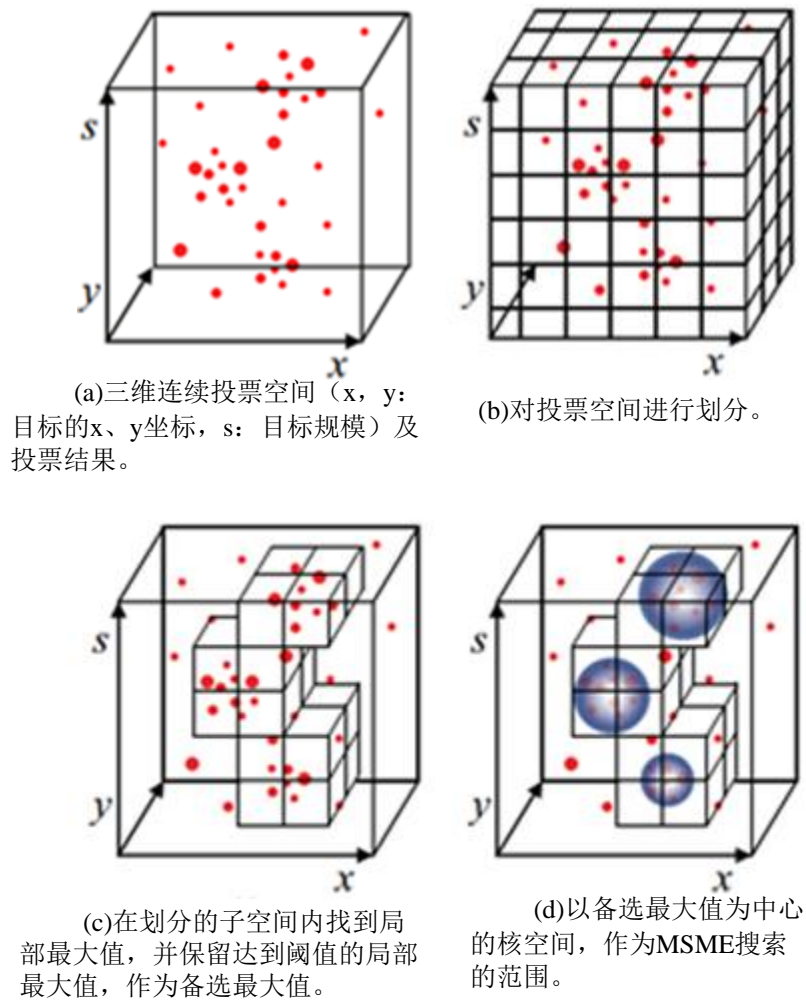 s
y
x
s
y
x
(a)三维连续投票空间（x，y：
目标的x、y坐标，s：目标规模）及
投票结果。
(b)对投票空间进行划分。
s
y
x
s
y
x
(c)在划分的子空间内找到局
部最大值，并保留达到阈值的局部
最大值，作为备选最大值。
(d)以备选最大值为中心
的核空间，作为MSME搜索
的范围。